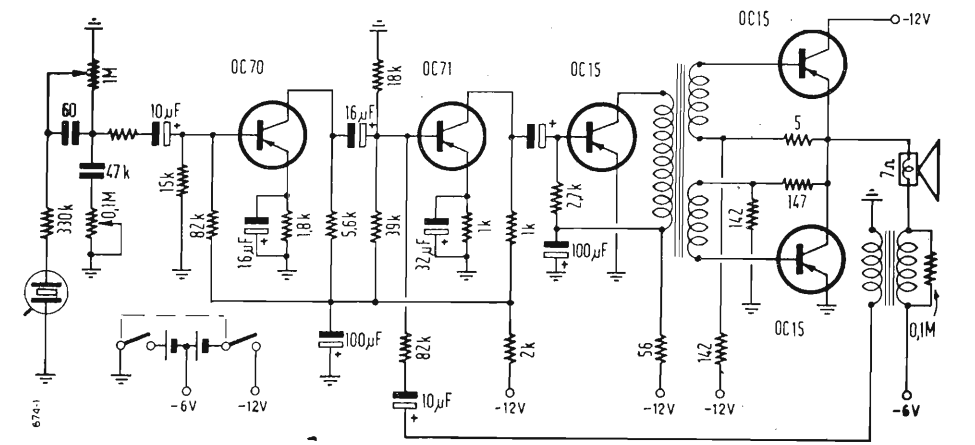 OC15
-12V
OC70
OC71
OC15
1M
18k
60
10µF
+
16µF
+
+
5
7Ω
47k
15k
82k
1,8k
5,6k
39k
1k
1k
2,7k
142
147
330k
0,1M
16µF
+
32µF
+
100µF
+
OC15
0,1M
100µF
+
82k
2k
56
142
-6V
-12V
10µF
+
-12V
-12V
-12V
-6V
674-1